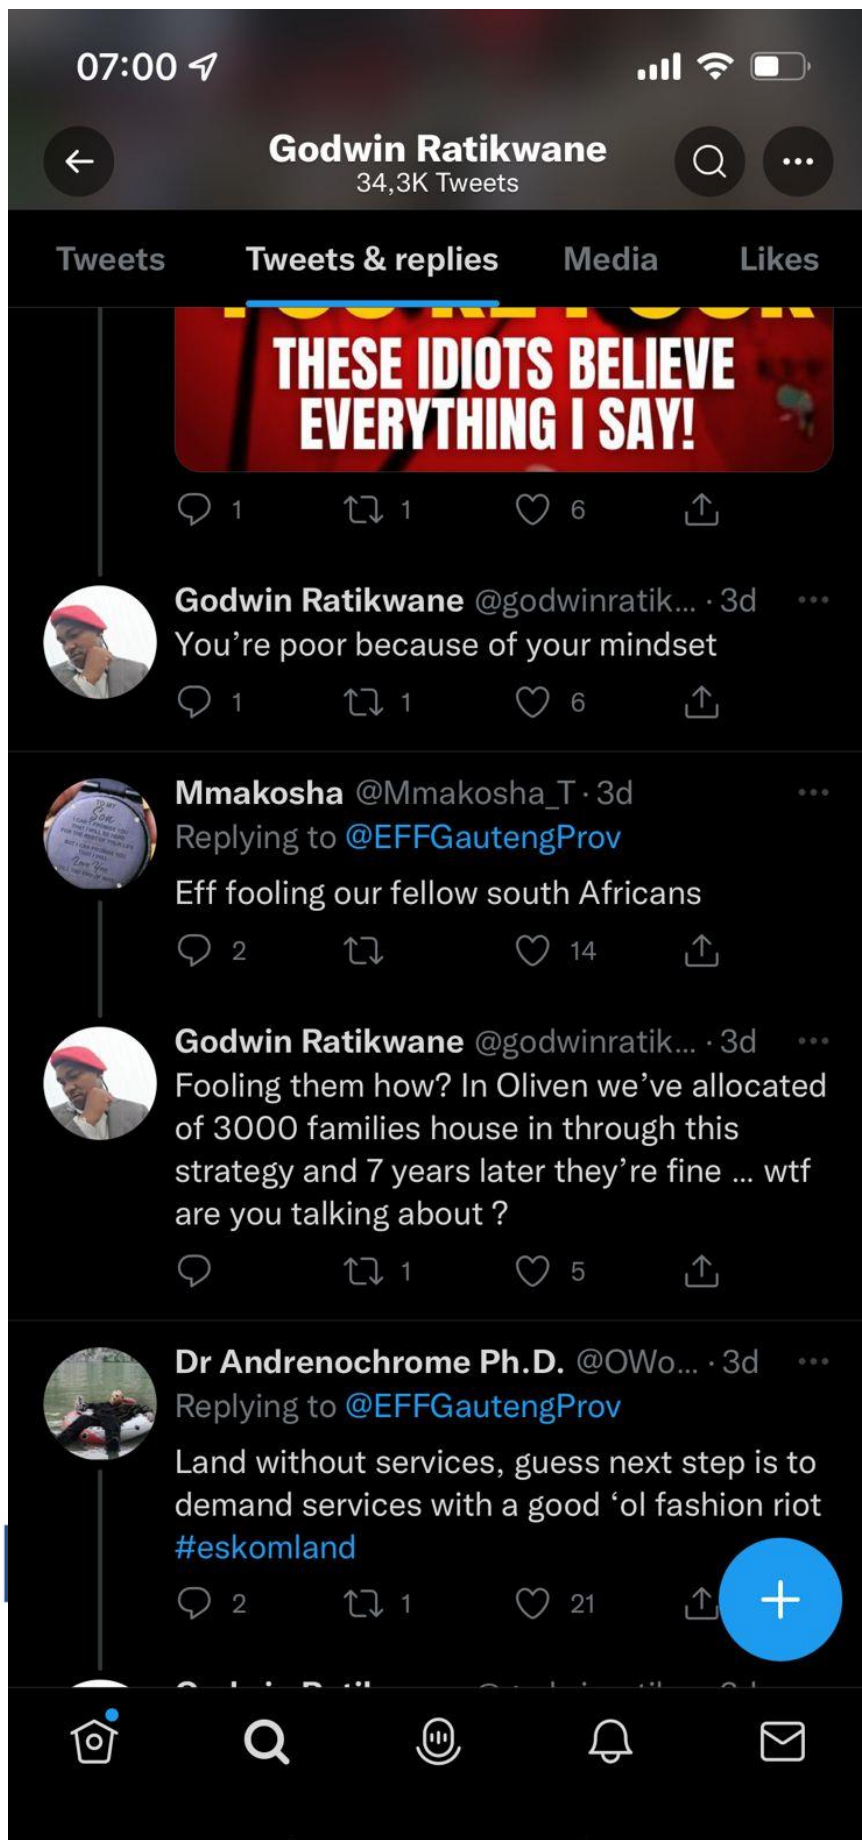 07:00
Godwin Ratikwane
34,3K Tweets
Tweets Tweets & replies Media Likes
THESE IDIOTS BELIEVE
EVERYTHING I SAY!
1 1 6
Godwin Ratikwane @godwinratik... · 3d
You’re poor because of your mindset
1 1 6
Mmakosha @Mmakosha_T · 3d
Replying to @EFFGautengProv
Eff fooling our fellow south Africans
2 14
Godwin Ratikwane @godwinratik... · 3d
Fooling them how? In Oliven we’ve allocated
of 3000 families house in through this
strategy and 7 years later they’re fine ... wtf
are you talking about ?
1 5
Dr Andrenochrome Ph.D. @OWo... · 3d
Replying to @EFFGautengProv
Land without services, guess next step is to
demand services with a good ‘ol fashion riot
#eskomland
2 1 21